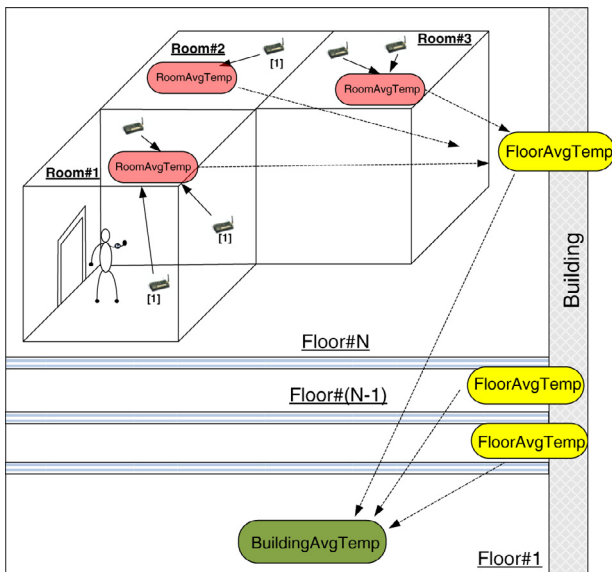 Room#2
Room#3
[1]
RoomAvgTemp
RoomAvgTemp
FloorAvgTemp
Room#1
RoomAvgTemp
[1]
[1]
Building
Floor#N
FloorAvgTemp
Floor#(N-1)
FloorAvgTemp
BuildingAvgTemp
Floor#1